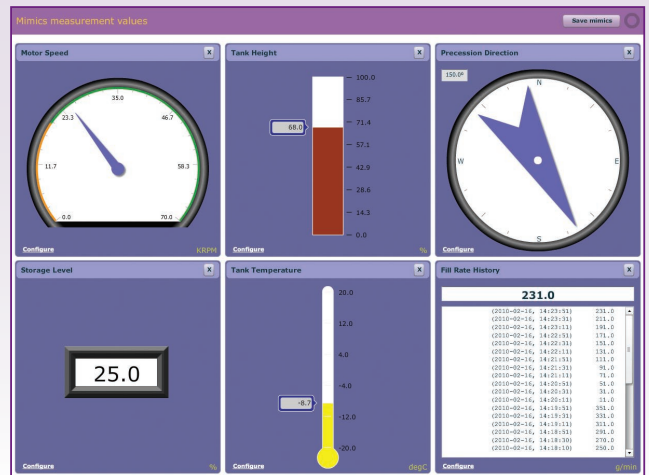 Mimics measurement values
Save mimics
Motor Speed X
35.0
23.3 46.7
11.7 58.3
0.0 70.0
Configure KRPM
Tank Height X
100.0
85.7
71.4
68.0
57.1
42.9
28.6
14.3
0.0
Configure %
Precession Direction X
150.0º
N
W E
S
Configure
Storage Level X
25.0
Configure %
Tank Temperature X
20.0
12.0
4.0
-4.0
-8.7
-12.0
-20.0
Configure degC
Fill Rate History X
231.0
(2010-02-16, 14:23:51) 231.0
(2010-02-16, 14:23:31) 211.0
(2010-02-16, 14:23:11) 191.0
(2010-02-16, 14:22:51) 171.0
(2010-02-16, 14:22:31) 151.0
(2010-02-16, 14:22:11) 131.0
(2010-02-16, 14:21:51) 111.0
(2010-02-16, 14:21:31) 91.0
(2010-02-16, 14:21:11) 71.0
(2010-02-16, 14:20:51) 51.0
(2010-02-16, 14:20:31) 31.0
(2010-02-16, 14:20:11) 11.0
(2010-02-16, 14:19:51) 351.0
(2010-02-16, 14:19:31) 331.0
(2010-02-16, 14:19:11) 311.0
(2010-02-16, 14:18:51) 291.0
(2010-02-16, 14:18:30) 270.0
(2010-02-16, 14:18:10) 250.0
Configure g/min